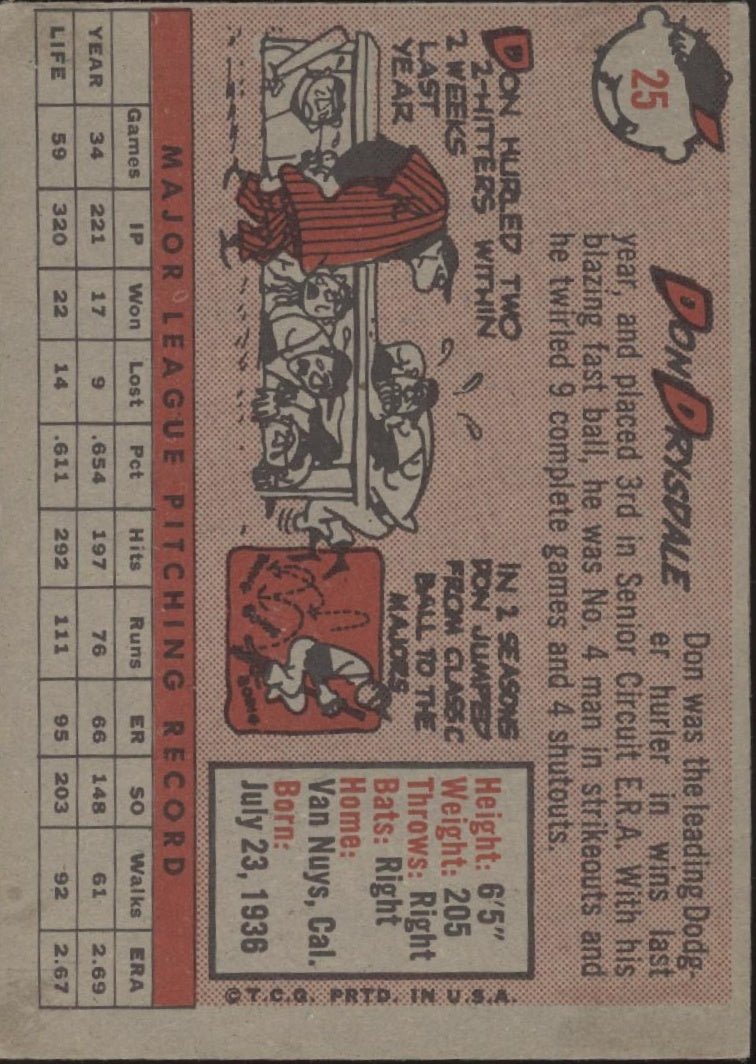 25
DON DRYSDALE
Don was the leading Dodg-
er hurler in wins last
year, and placed 3rd in Senior Circuit E.R.A. With his
blazing fast ball, he was No. 4 man in strikeouts and
he twirled 9 complete games and 4 shutouts.
DON HURLED TWO
2-HITTERS WITHIN
2 WEEKS
LAST
YEAR
IN 2 SEASONS
DON JUMPED
FROM CLASS C
BALL TO THE
MAJORS
BOING
Height: 6'5"
Weight: 205
Throws: Right
Bats: Right
Home:
Van Nuys, Cal.
Born:
July 23, 1936
©T.C.G. PRTD. IN U.S.A.
MAJOR LEAGUE PITCHING RECORD
Games IP Won Lost Pct Hits Runs ER SO Walks ERA
YEAR 34 221 17 9 .654 197 76 66 148 61 2.69
LIFE 59 320 22 14 .611 292 111 95 203 92 2.67